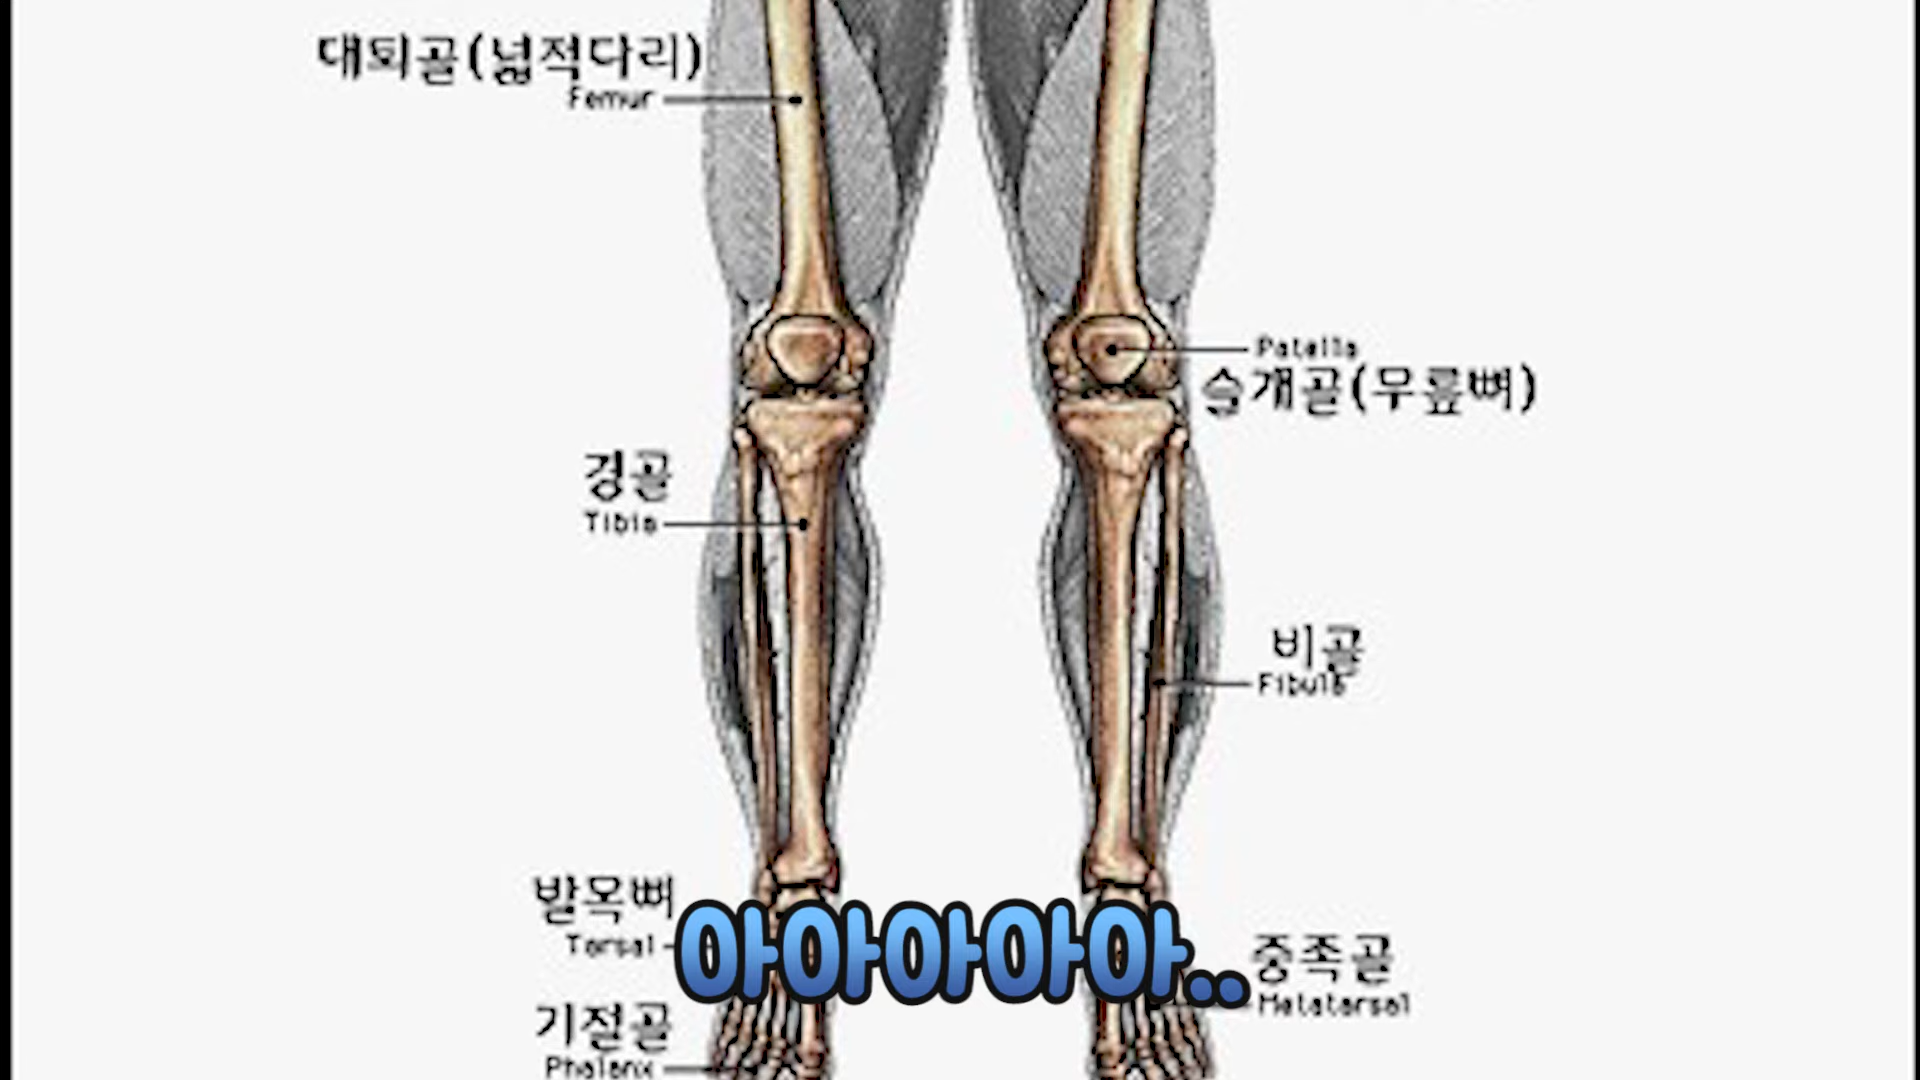 대퇴골(넓적다리)
Femur
Patella
슬개골(무릎뼈)
경골
Tibia
비골
Fibula
발목뼈
Tarsal
아아아아아..
중족골
Metatarsal
기절골
Phalanx